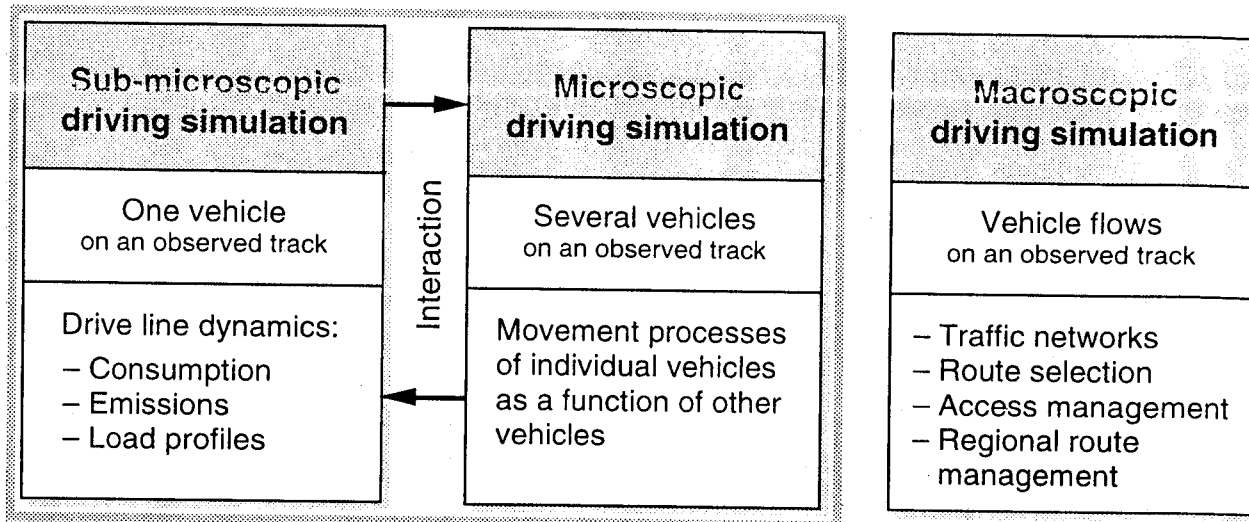 Sub-microscopic
driving simulation
One vehicle
on an observed track
Drive line dynamics:
– Consumption
– Emissions
– Load profiles
Interaction
Microscopic
driving simulation
Several vehicles
on an observed track
Movement processes
of individual vehicles
as a function of other
vehicles
Macroscopic
driving simulation
Vehicle flows
on an observed track
– Traffic networks
– Route selection
– Access management
– Regional route
management